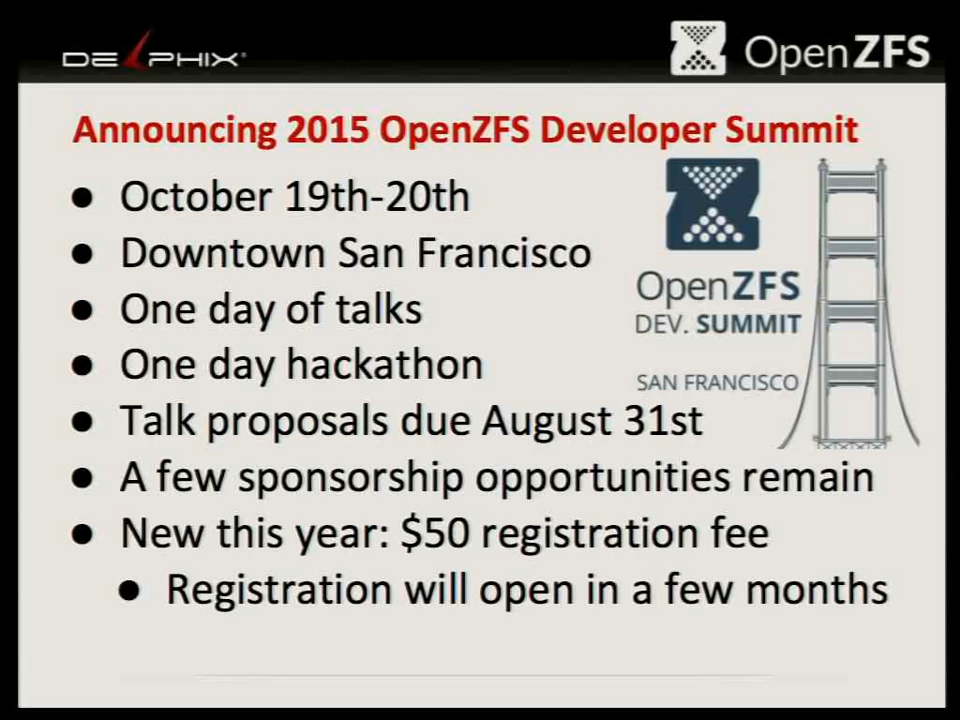 DELPHIX
OpenZFS
Announcing 2015 OpenZFS Developer Summit
● October 19th-20th
● Downtown San Francisco
● One day of talks
● One day hackathon
● Talk proposals due August 31st
● A few sponsorship opportunities remain
● New this year: $50 registration fee
● Registration will open in a few months
OpenZFS
DEV. SUMMIT
SAN FRANCISCO